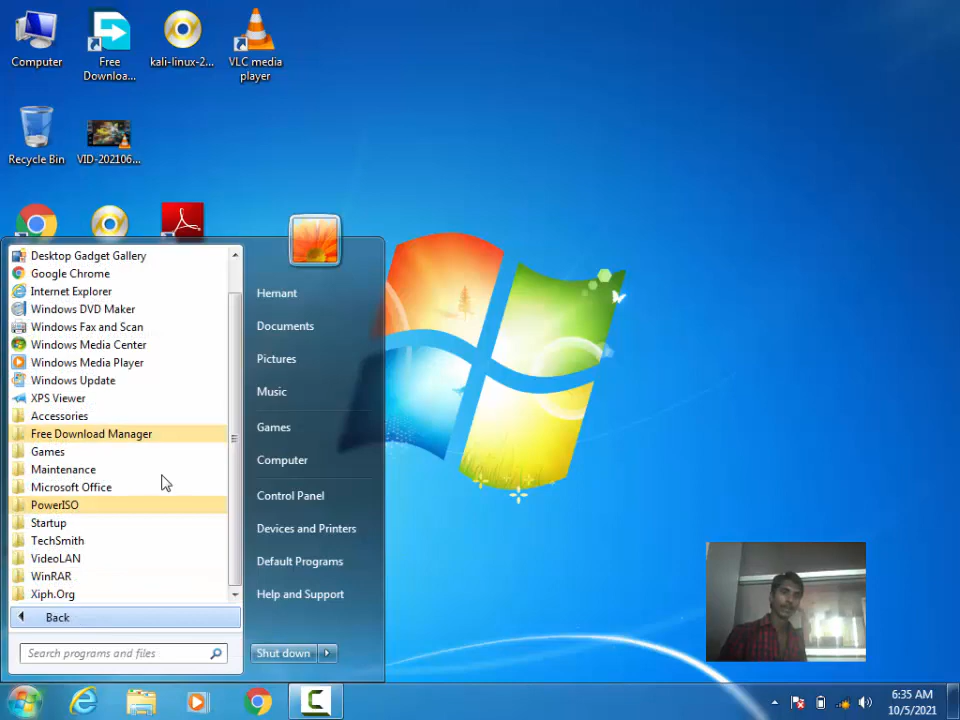 Computer
Free
Downloa...
kali-linux-2...
VLC media
player
Recycle Bin
VID-202106...
Desktop Gadget Gallery
Google Chrome
Internet Explorer
Windows DVD Maker
Windows Fax and Scan
Windows Media Center
Windows Media Player
Windows Update
XPS Viewer
Accessories
Free Download Manager
Games
Maintenance
Microsoft Office
PowerISO
Startup
TechSmith
VideoLAN
WinRAR
Xiph.Org
Back
Search programs and files
Hemant
Documents
Pictures
Music
Games
Computer
Control Panel
Devices and Printers
Default Programs
Help and Support
Shut down
6:35 AM
10/5/2021